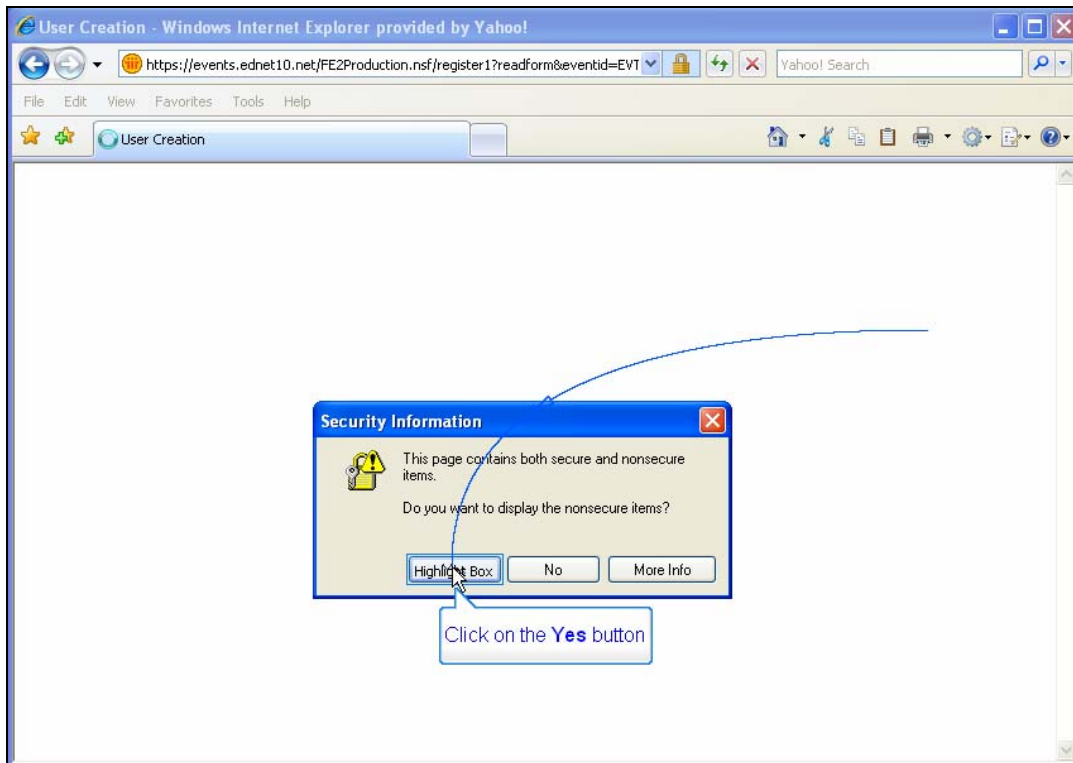 User Creation - Windows Internet Explorer provided by Yahoo!
https://events.ednet10.net/FE2Production.nsf/register1?readform&eventid=EVT
Yahoo! Search
File Edit View Favorites Tools Help
User Creation
Security Information
This page contains both secure and nonsecure
items.
Do you want to display the nonsecure items?
Highlight Box No More Info
Click on the Yes button